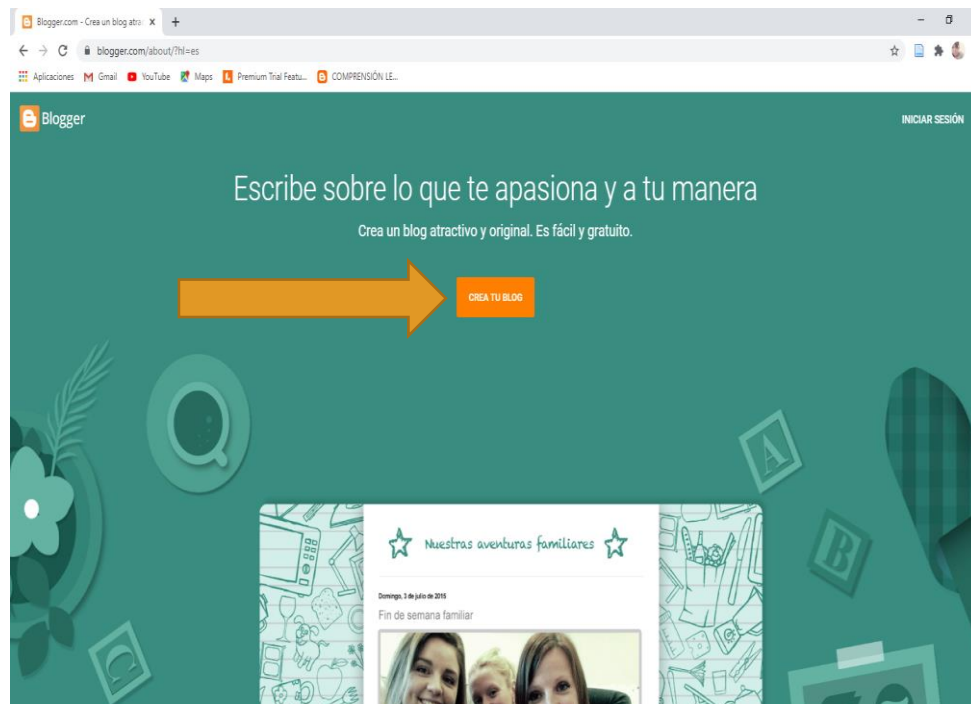 Blogger.com - Crea un blog atra
blogger.com/about/?hl=es
Aplicaciones Gmail YouTube Maps Premium Trial Featu... COMPRENSIÓN LE...
Blogger
INICIAR SESIÓN
Escribe sobre lo que te apasiona y a tu manera
Crea un blog atractivo y original. Es fácil y gratuito.
CREA TU BLOG
A
B
C
Nuestras aventuras familiares
Domingo, 3 de julio de 2015
Fin de semana familiar